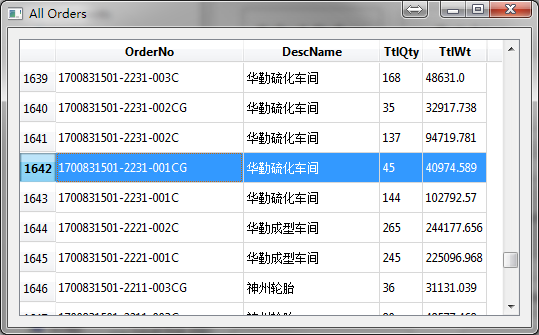 All Orders
OrderNo DescName TtlQty TtlWt
1639 1700831501-2231-003C 华勤硫化车间 168 48631.0
1640 1700831501-2231-002CG 华勤硫化车间 35 32917.738
1641 1700831501-2231-002C 华勤硫化车间 137 94719.781
1642 1700831501-2231-001CG 华勤硫化车间 45 40974.589
1643 1700831501-2231-001C 华勤硫化车间 144 102792.57
1644 1700831501-2221-002C 华勤成型车间 265 244177.656
1645 1700831501-2221-001C 华勤成型车间 245 225096.968
1646 1700831501-2211-003CG 神州轮胎 36 31131.039